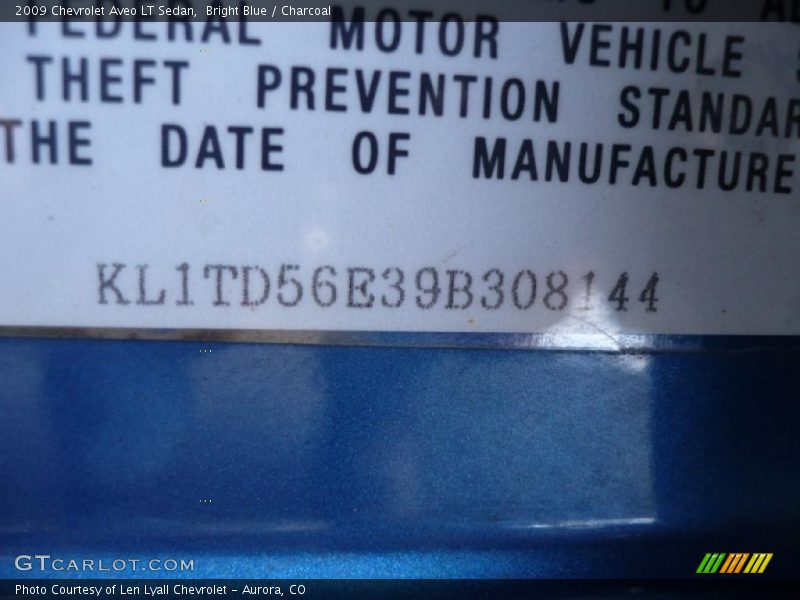 2009 Chevrolet Aveo LT Sedan, Bright Blue / Charcoal
FEDERAL MOTOR VEHICLE
THEFT PREVENTION STANDAR
THE DATE OF MANUFACTURE
KL1TD56E39B308144
GTCARLOT.COM
Photo Courtesy of Len Lyall Chevrolet – Aurora, CO